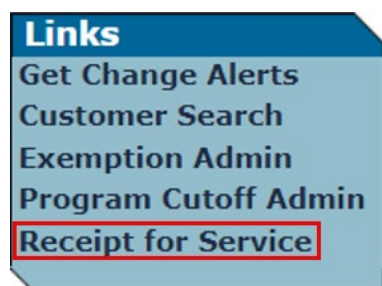 Links
Get Change Alerts
Customer Search
Exemption Admin
Program Cutoff Admin
Receipt for Service